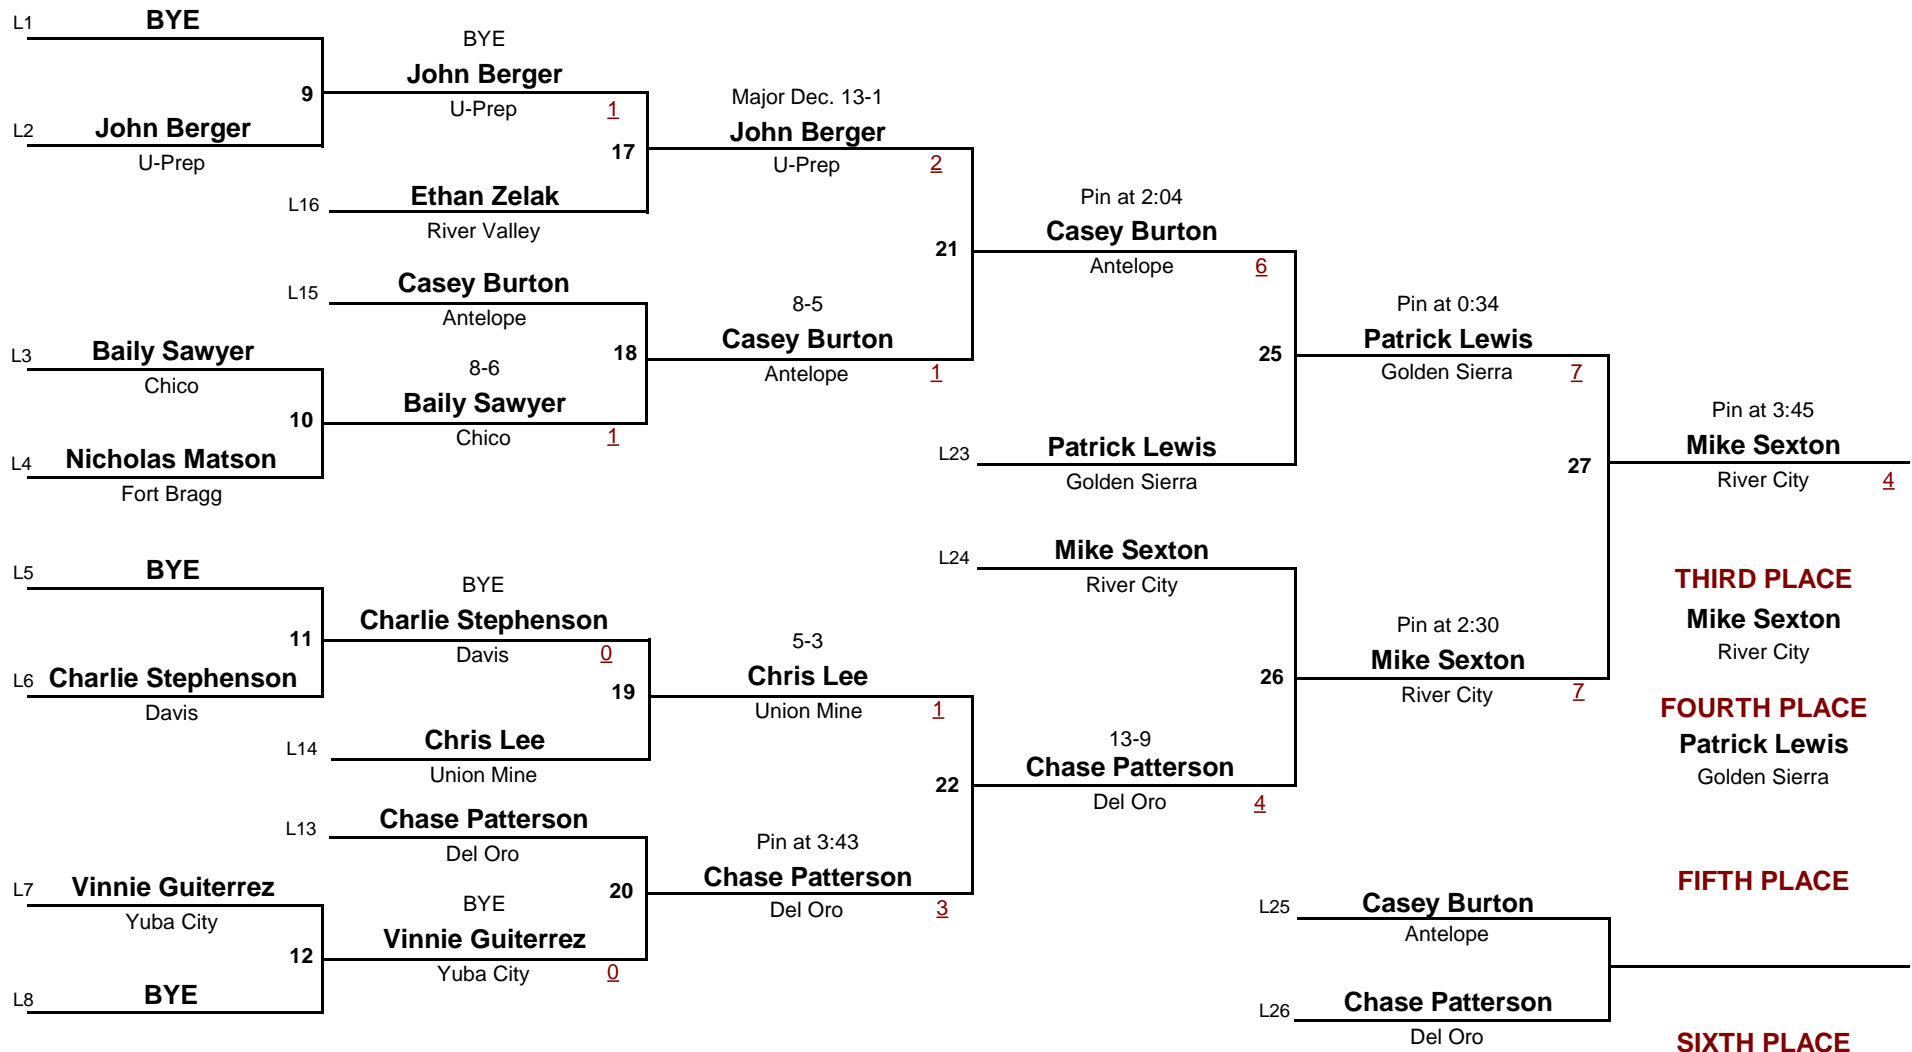 L1 BYE
BYE
John Berger
9
U-Prep 1
L2 John Berger
U-Prep
Major Dec. 13-1
John Berger
17
U-Prep 2
L16 Ethan Zelak
River Valley
Pin at 2:04
Casey Burton
21
Antelope 6
L15 Casey Burton
Antelope
8-5
Casey Burton
18
Antelope 1
L3 Baily Sawyer
Chico
8-6
Baily Sawyer
10
Chico 1
L4 Nicholas Matson
Fort Bragg
Pin at 0:34
Patrick Lewis
25
Golden Sierra 7
L23 Patrick Lewis
Golden Sierra
Pin at 3:45
Mike Sexton
27
River City 4
L5 BYE
BYE
Charlie Stephenson
11
Davis 0
L6 Charlie Stephenson
Davis
5-3
Chris Lee
19
Union Mine 1
L14 Chris Lee
Union Mine
L24 Mike Sexton
River City
Pin at 2:30
Mike Sexton
26
River City 7
13-9
Chase Patterson
22
Del Oro 4
L13 Chase Patterson
Del Oro
Pin at 3:43
Chase Patterson
20
Del Oro 3
L7 Vinnie Guiterrez
Yuba City
BYE
Vinnie Guiterrez
12
Yuba City 0
L8 BYE
THIRD PLACE
Mike Sexton
River City
FOURTH PLACE
Patrick Lewis
Golden Sierra
FIFTH PLACE
L25 Casey Burton
Antelope
L26 Chase Patterson
Del Oro
SIXTH PLACE